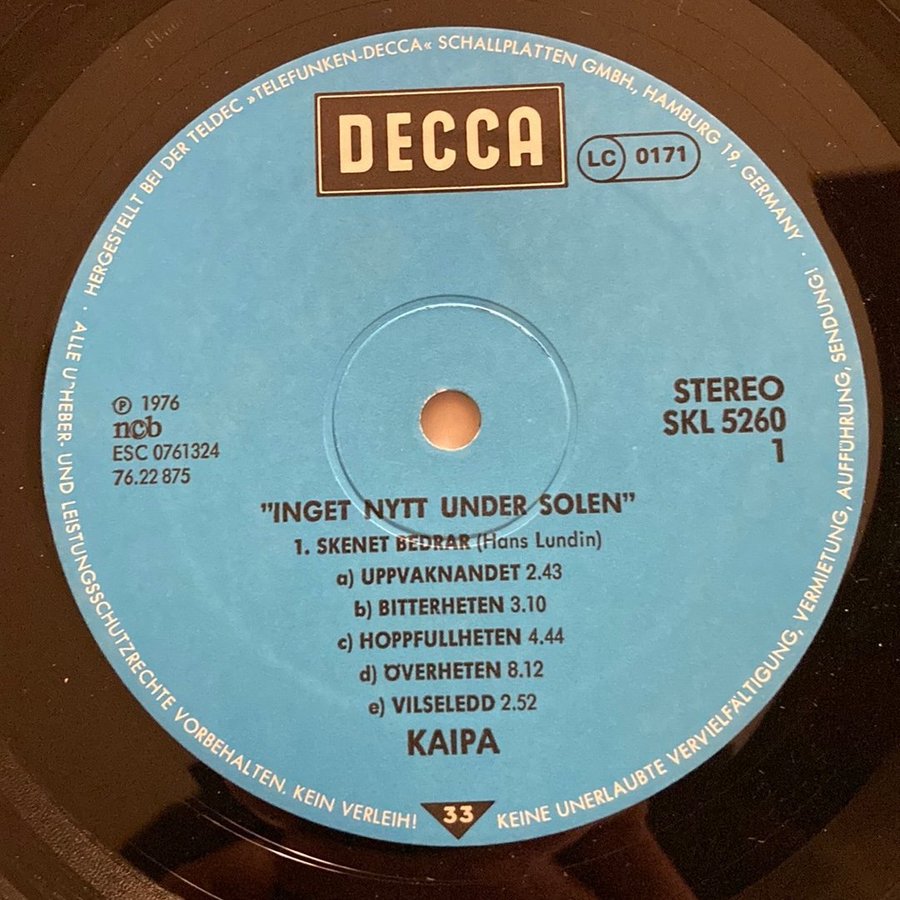 HERGESTELLT BEI DER TELDEC »TELEFUNKEN-DECCA« SCHALLPLATTEN GMBH., HAMBURG 19, GERMANY ·
DECCA
LC 0171
℗ 1976
ncb
ESC 0761324
76.22 875
STEREO
SKL 5260
1
"INGET NYTT UNDER SOLEN"
1. SKENET BEDRAR (Hans Lundin)
a) UPPVAKNANDET 2.43
b) BITTERHETEN 3.10
c) HOPPFULLHETEN 4.44
d) ÖVERHETEN 8.12
e) VILSELEDD 2.52
KAIPA
33
· ALLE URHEBER- UND LEISTUNGSSCHUTZRECHTE VORBEHALTEN, KEIN VERLEIH!
KEINE UNERLAUBTE VERVIELFÄLTIGUNG, VERMIETUNG, AUFFÜHRUNG, SENDUNG!